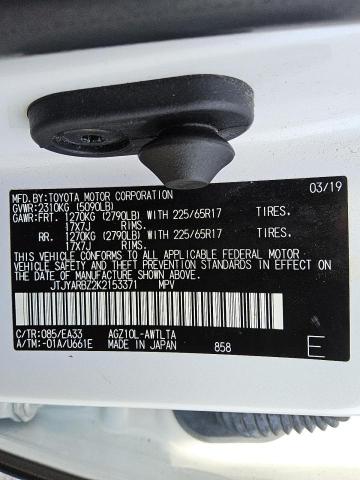 MFD. BY: TOYOTA MOTOR CORPORATION 03/19
GVWR: 2310KG (5090LB)
GAWR: FRT. 1270KG (2790LB) WITH 225/65R17 TIRES.
17X7J RIMS.
RR. 1270KG (2790LB) WITH 225/65R17 TIRES.
17X7J RIMS.
THIS VEHICLE CONFORMS TO ALL APPLICABLE FEDERAL MOTOR
VEHICLE SAFETY AND THEFT PREVENTION STANDARDS IN EFFECT ON
THE DATE OF MANUFACTURE SHOWN ABOVE.
JTJYARBZ2K2153371 MPV
C/TR: 085/EA33 AGZ10L-AWTLTA
A/TM: -01A/U661E MADE IN JAPAN 858 E